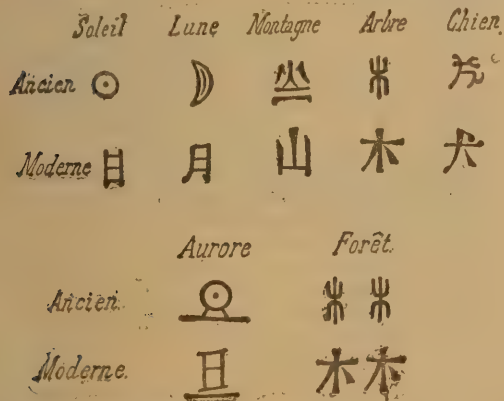 Soleil Lune Montagne Arbre Chien.
Ancien
Moderne 日 月 山 木 犬
Aurore Forêt.
Ancien.
Moderne. 旦 木木